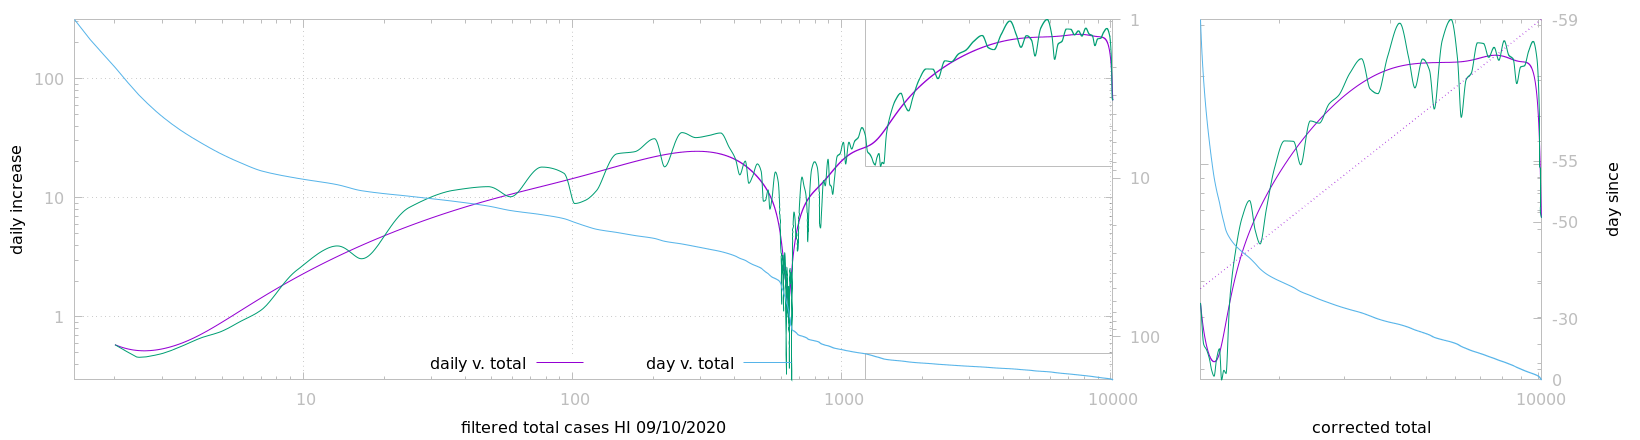 daily increase
100
10
1
10
100
1000
10000
1
10
100
daily v. total
day v. total
filtered total cases HI 09/10/2020
-59
-55
-50
-30
0
day since
10000
corrected total